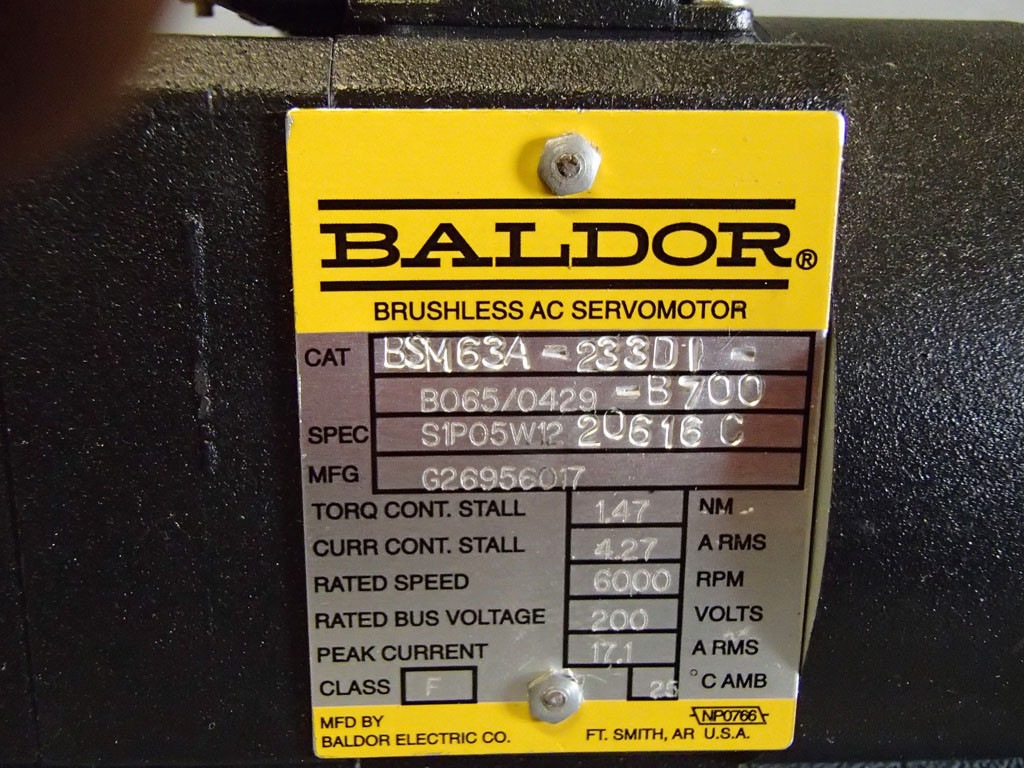 BALDOR®
BRUSHLESS AC SERVOMOTOR
CAT BSM63A-233D1-
B065/0429 -B700
SPEC S1P05W12 20616C
MFG G26956017
TORQ CONT. STALL 1.47 NM
CURR CONT. STALL 4.27 A RMS
RATED SPEED 6000 RPM
RATED BUS VOLTAGE 200 VOLTS
PEAK CURRENT 17.1 A RMS
CLASS F 25 °C AMB
NP0766
MFD BY
BALDOR ELECTRIC CO. FT. SMITH, AR U.S.A.